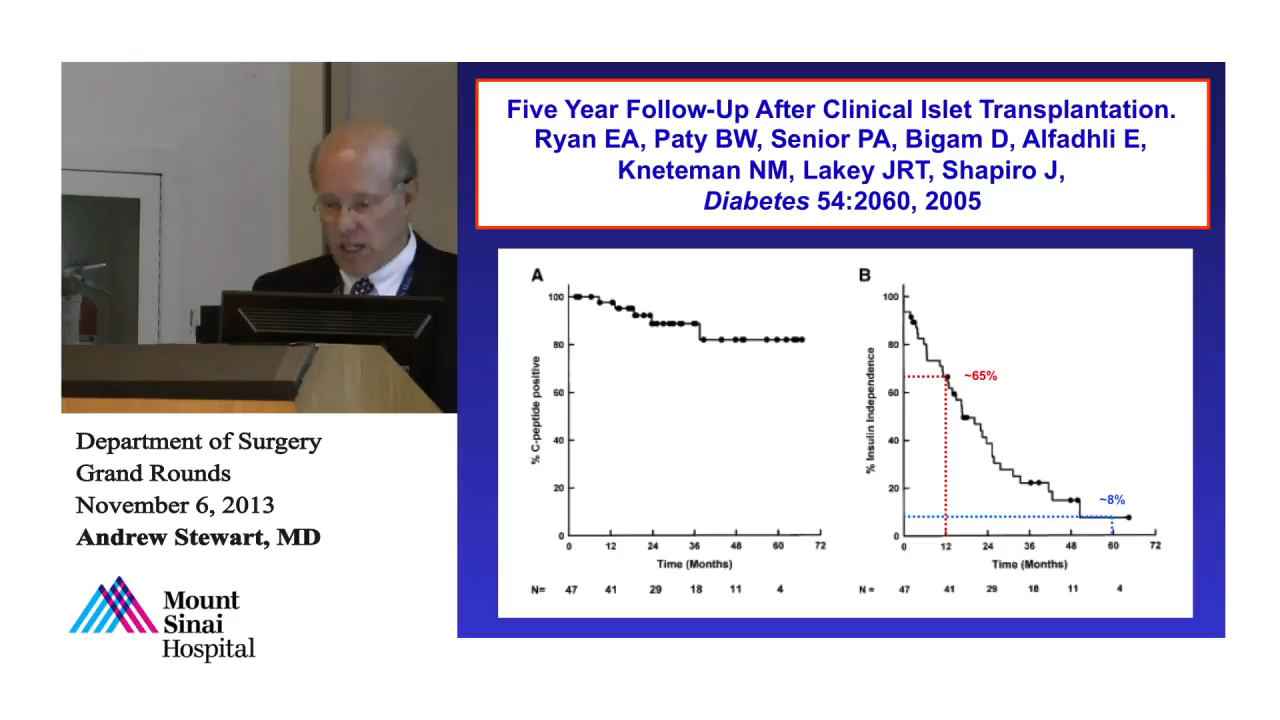 Five Year Follow-Up After Clinical Islet Transplantation.
Ryan EA, Paty BW, Senior PA, Bigam D, Alfadhli E,
Kneteman NM, Lakey JRT, Shapiro J,
Diabetes 54:2060, 2005
A
100
80
60
40
20
0
% C-peptide positive
0 12 24 36 48 60 72
Time (Months)
N= 47 41 29 18 11 4
B
100
80
60
40
20
0
% Insulin Independence
~65%
~8%
0 12 24 36 48 60 72
Time (Months)
N = 47 41 29 18 11 4
Department of Surgery
Grand Rounds
November 6, 2013
Andrew Stewart, MD
Mount
Sinai
Hospital